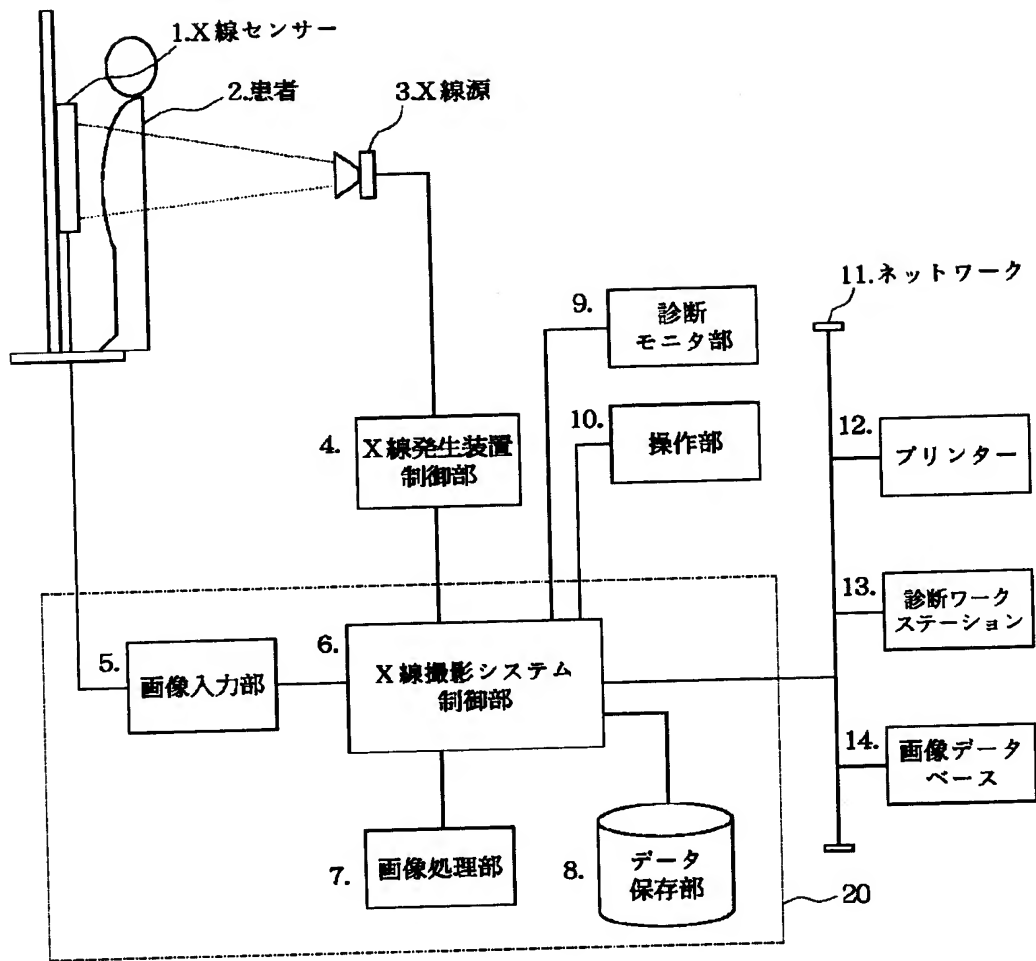 1.X線センサー
2.患者
3.X線源
11.ネットワーク
9.
診断
モニタ部
10.
操作部
4.
X線発生装置
制御部
12.
プリンター
13.
診断ワーク
ステーション
5.
画像入力部
6.
X線撮影システム
制御部
14.
画像データ
ベース
7.
画像処理部
8.
データ
保存部
20